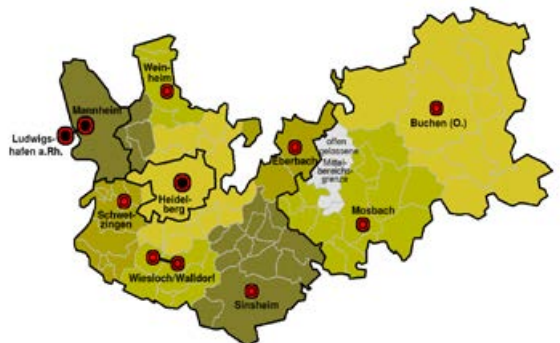 Wein-
heim
Mannheim
Ludwigs-
hafen a.Rh.
Buchen (O.)
Eberbach
offen
gelassene
Mittel-
bereichs-
grenze
Heidel-
berg
Schwet-
zingen
Mosbach
Wiesloch/Walldorf
Sinsheim